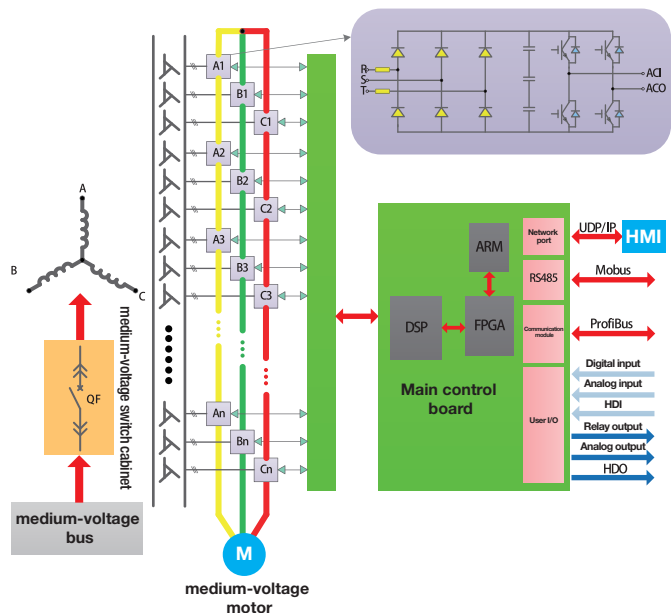 A1
B1
C1
A2
B2
C2
A3
B3
C3
An
Bn
Cn
R
S
T
ACI
ACO
A
B
C
QF
medium-voltage switch cabinet
medium-voltage
bus
M
medium-voltage
motor
DSP
ARM
FPGA
Main control
board
Network
port
RS485
Communication
module
User I/O
UDP/IP
HMI
Mobus
ProfiBus
Digital input
Analog input
HDI
Relay output
Analog output
HDO